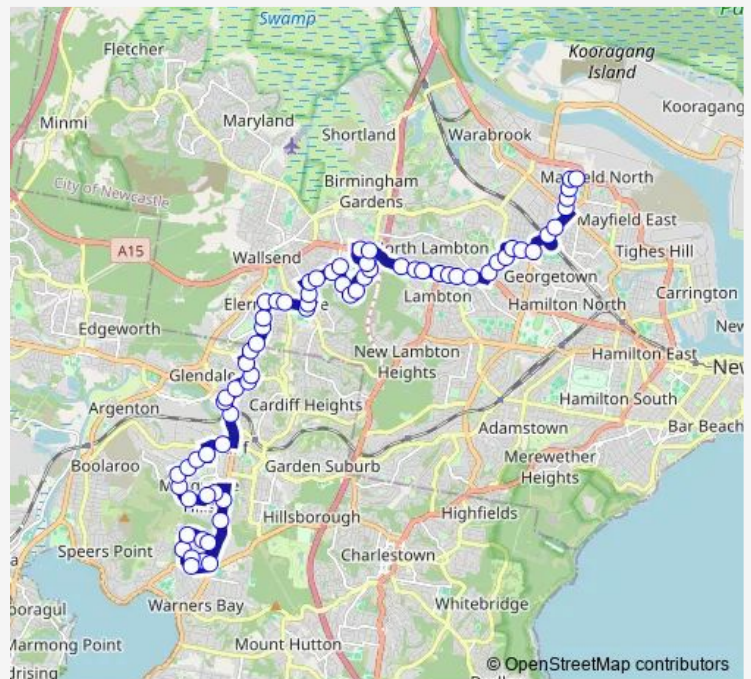 Swamp
Fletcher
Kooragang
Island
Minmi
Maryland
Shortland
Warabrook
Kooragang
City of Newcastle
Birmingham
Gardens
Mayfield North
Mayfield East
A15
Wallsend
North Lambton
Tighes Hill
Georgetown
Lambton
Carrington
Hamilton North
Edgeworth
New Lambton
Heights
Hamilton East
Glendale
Argenton
Cardiff Heights
Hamilton South
Adamstown
Bar Beach
Boolaroo
Garden Suburb
Merewether
Heights
Hillsborough
Highfields
Speers Point
Charlestown
Warners Bay
Whitebridge
Marmong Point
Mount Hutton
© OpenStreetMap contributors